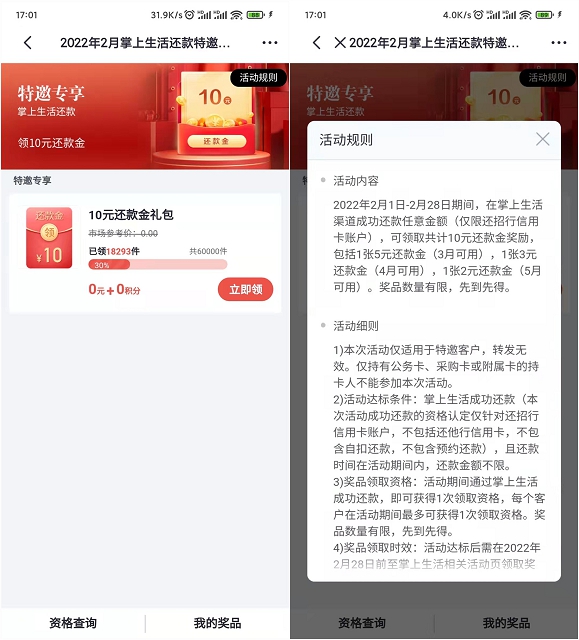 17:01
31.9K/s
88
2022年2月掌上生活还款特邀...
活动规则
特邀专享
掌上生活还款
领10元还款金
10元
还款金
特邀专享
还款金
领
¥10
10元还款金礼包
市场参考价：0.00
已领18293件
共60000件
30%
0元+0积分
立即领
资格查询
我的奖品
17:01
4.0K/s
89
2022年2月掌上生活还款特邀...
活动规则
特邀专享
掌上生活还款
10元
活动规则
活动内容
2022年2月1日-2月28日期间，在掌上生活
渠道成功还款任意金额（仅限还招行信用
卡账户），可领取共计10元还款金奖励，
包括1张5元还款金（3月可用），1张3元
还款金（4月可用），1张2元还款金（5月
可用）。奖品数量有限，先到先得。
活动细则
1)本次活动仅适用于特邀客户，转发无
效。仅持有公务卡、采购卡或附属卡的持
卡人不能参加本次活动。
2)活动达标条件：掌上生活成功还款（本
次活动成功还款的资格认定仅针对还招行
信用卡账户，不包括还他行信用卡，不包
含自扣还款，不包含预约还款），且还款
时间在活动期间内，还款金额不限。
3)奖品领取资格：活动期间通过掌上生活
成功还款，即可获得1次领取资格，每个客
户在活动期间最多可获得1次领取资格。奖
品数量有限，先到先得。
4)奖品领取时效：活动达标后需在2022年
2月28日前至掌上生活相关活动页领取奖
资格查询
我的奖品